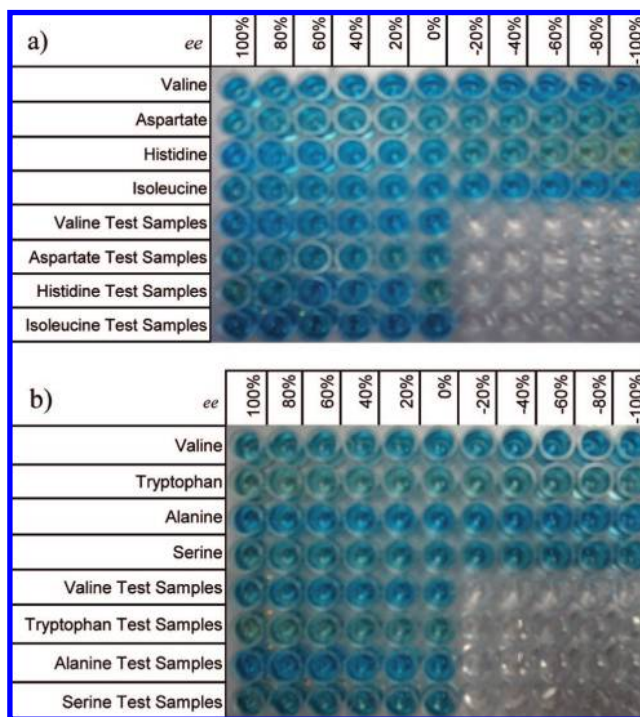 a) ee 100% 80% 60% 40% 20% 0% -20% -40% -60% -80% -100%
Valine
Aspartate
Histidine
Isoleucine
Valine Test Samples
Aspartate Test Samples
Histidine Test Samples
Isoleucine Test Samples
b) ee 100% 80% 60% 40% 20% 0% -20% -40% -60% -80% -100%
Valine
Tryptophan
Alanine
Serine
Valine Test Samples
Tryptophan Test Samples
Alanine Test Samples
Serine Test Samples